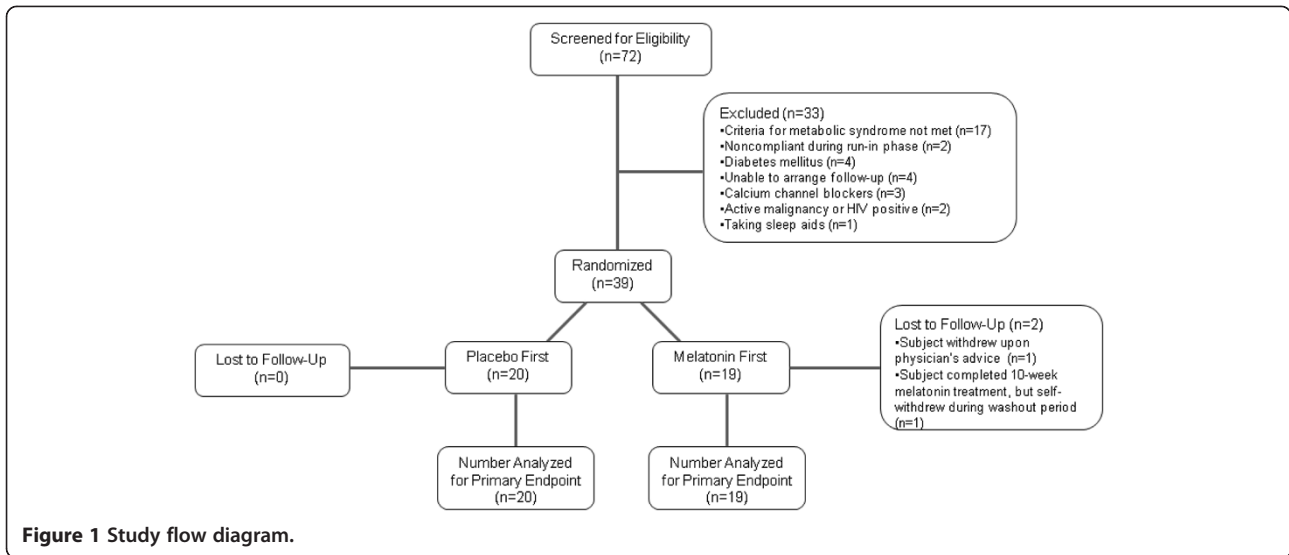 Screened for Eligibility
(n=72)
Excluded (n=33)
•Criteria for metabolic syndrome not met (n=17)
•Noncompliant during run-in phase (n=2)
•Diabetes mellitus (n=4)
•Unable to arrange follow-up (n=4)
•Calcium channel blockers (n=3)
•Active malignancy or HIV positive (n=2)
•Taking sleep aids (n=1)
Randomized
(n=39)
Lost to Follow-Up
(n=0)
Placebo First
(n=20)
Melatonin First
(n=19)
Lost to Follow-Up (n=2)
•Subject withdrew upon
physician's advice (n=1)
•Subject completed 10-week
melatonin treatment, but self-
withdrew during washout period
(n=1)
Number Analyzed
for Primary Endpoint
(n=20)
Number Analyzed
for Primary Endpoint
(n=19)
Figure 1 Study flow diagram.